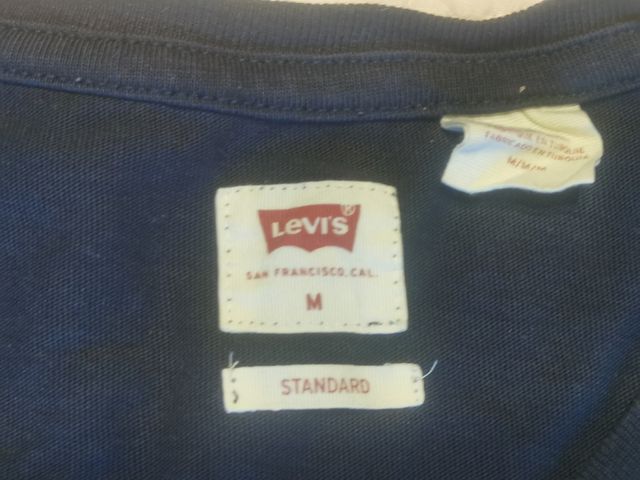 LEVI'S®
SAN FRANCISCO, CAL.
M
STANDARD
FABRICADO EN TURQUIA
M/M/M